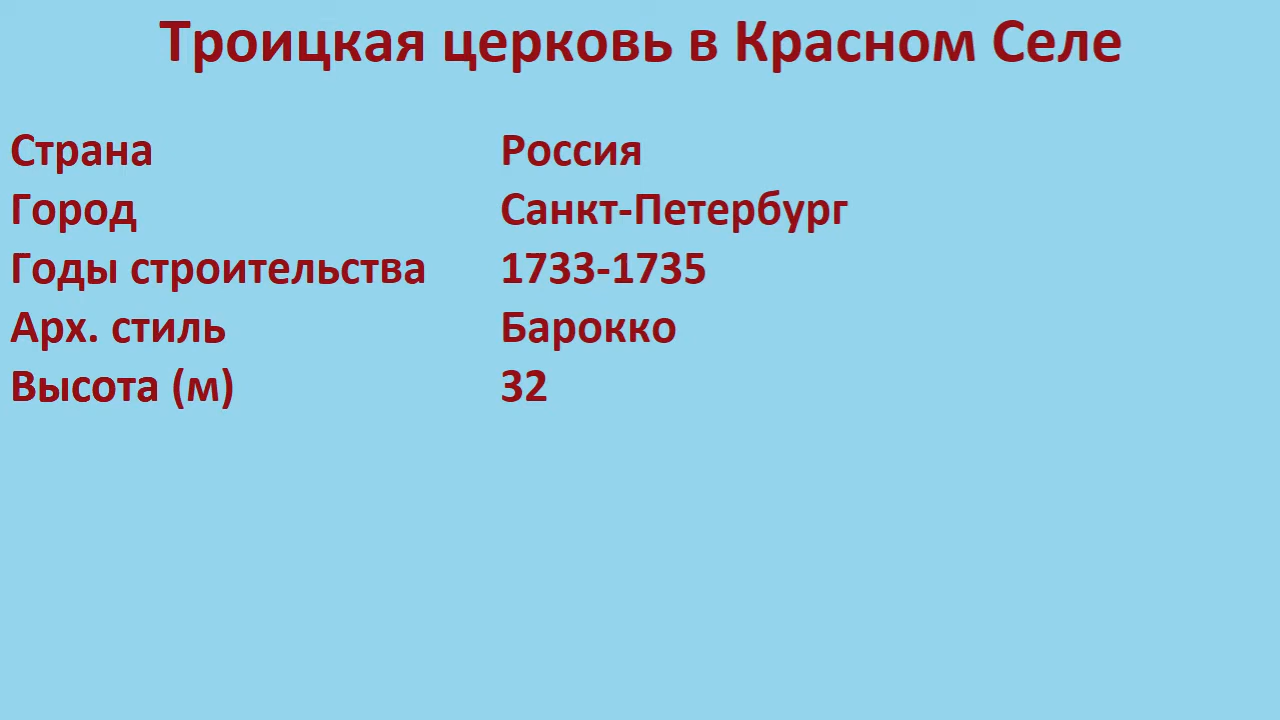 Троицкая церковь в Красном Селе
Страна Россия
Город Санкт-Петербург
Годы строительства 1733-1735
Арх. стиль Барокко
Высота (м) 32